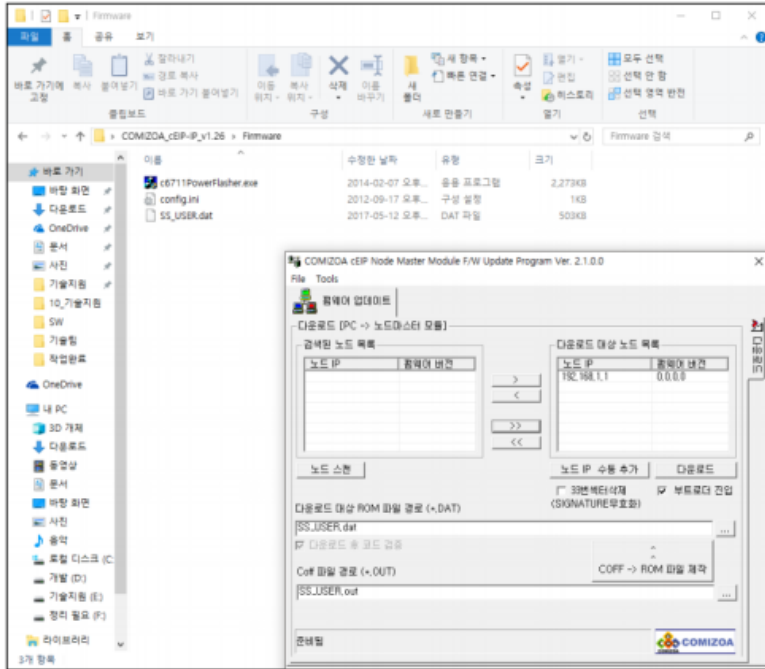 Firmware
파일 홈 공유 보기
바로 가기에 고정
복사
붙여넣기
잘라내기
경로 복사
바로 가기 붙여넣기
이동 위치
복사 위치
삭제
이름 바꾸기
새 폴더
새 항목
빠른 연결
속성
열기
편집
히스토리
모두 선택
선택 안 함
선택 영역 반전
클립보드 구성 새로 만들기 열기 선택
COMIZOA_cEIP-IP_v1.26 > Firmware
Firmware 검색
이름 수정한 날짜 유형 크기
c6711PowerFlasher.exe 2014-02-07 오후... 응용 프로그램 2,273KB
config.ini 2012-09-17 오후... 구성 설정 1KB
SS_USER.dat 2017-05-12 오후... DAT 파일 503KB
바로 가기
바탕 화면
다운로드
OneDrive
문서
사진
기술지원
10_기술지원
SW
기술팀
작업완료
OneDrive
내 PC
3D 개체
다운로드
동영상
문서
바탕 화면
사진
음악
로컬 디스크 (C:
개발 (D:)
기술지원 (E:)
정리 필요 (F:)
라이브러리
3개 항목
COMIZOA cEIP Node Master Module F/W Update Program Ver. 2.1.0.0
File Tools
펌웨어 업데이트
다운로드 [PC -> 노드마스터 모듈]
검색된 노드 목록
노드 IP 펌웨어 버전
>
<
>>
<<
다운로드 대상 노드 목록
노드 IP 펌웨어 버전
192.168.1.1 0.0.0.0
다운로드
노드 스캔
노드 IP 수동 추가
다운로드
33번섹터삭제
(SIGNATURE무효화)
부트로더 진입
다운로드 대상 ROM 파일 경로 (*.DAT)
SS_USER.dat
...
다운로드 후 코드 검증
COFF -> ROM 파일 제작
Coff 파일 경로 (*.OUT)
SS_USER.out
...
준비됨
COMIZOA